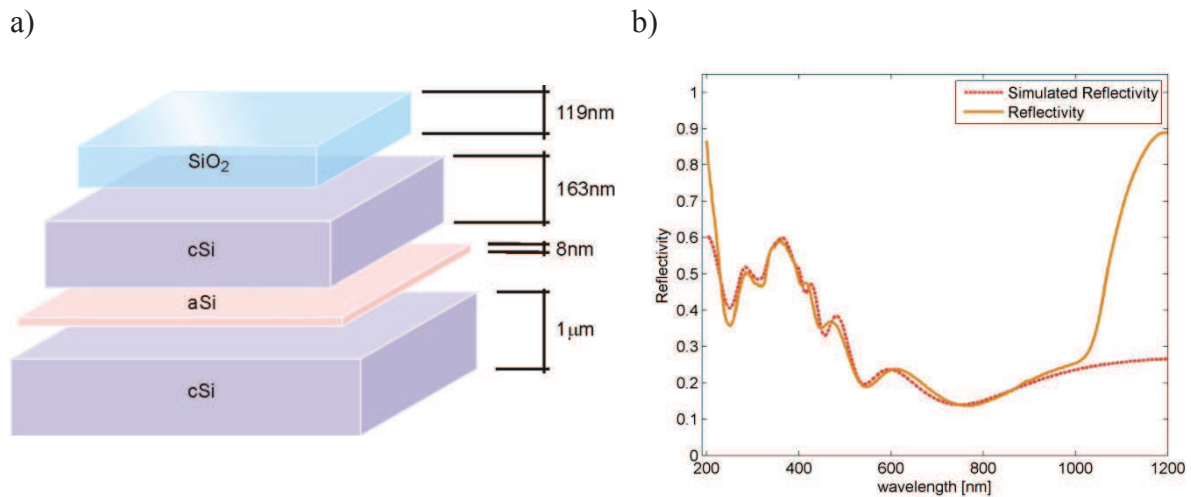 a)
SiO₂
cSi
aSi
cSi
119nm
163nm
8nm
1μm
b)
Simulated Reflectivity
Reflectivity
Reflectivity
1
0.9
0.8
0.7
0.6
0.5
0.4
0.3
0.2
0.1
0
200
400
600
800
1000
1200
wavelength [nm]